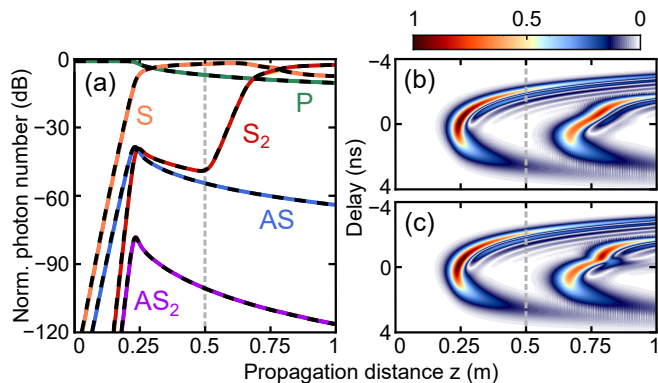 1 0.5 0
Norm. photon number (dB)
0
−30
−60
−90
−120
(a)
S
P
S₂
AS
AS₂
0 0.25 0.5 0.75 1
Delay (ns)
−4
0
4
(b)
−4
0
4
(c)
0 0.25 0.5 0.75 1
Propagation distance z (m)